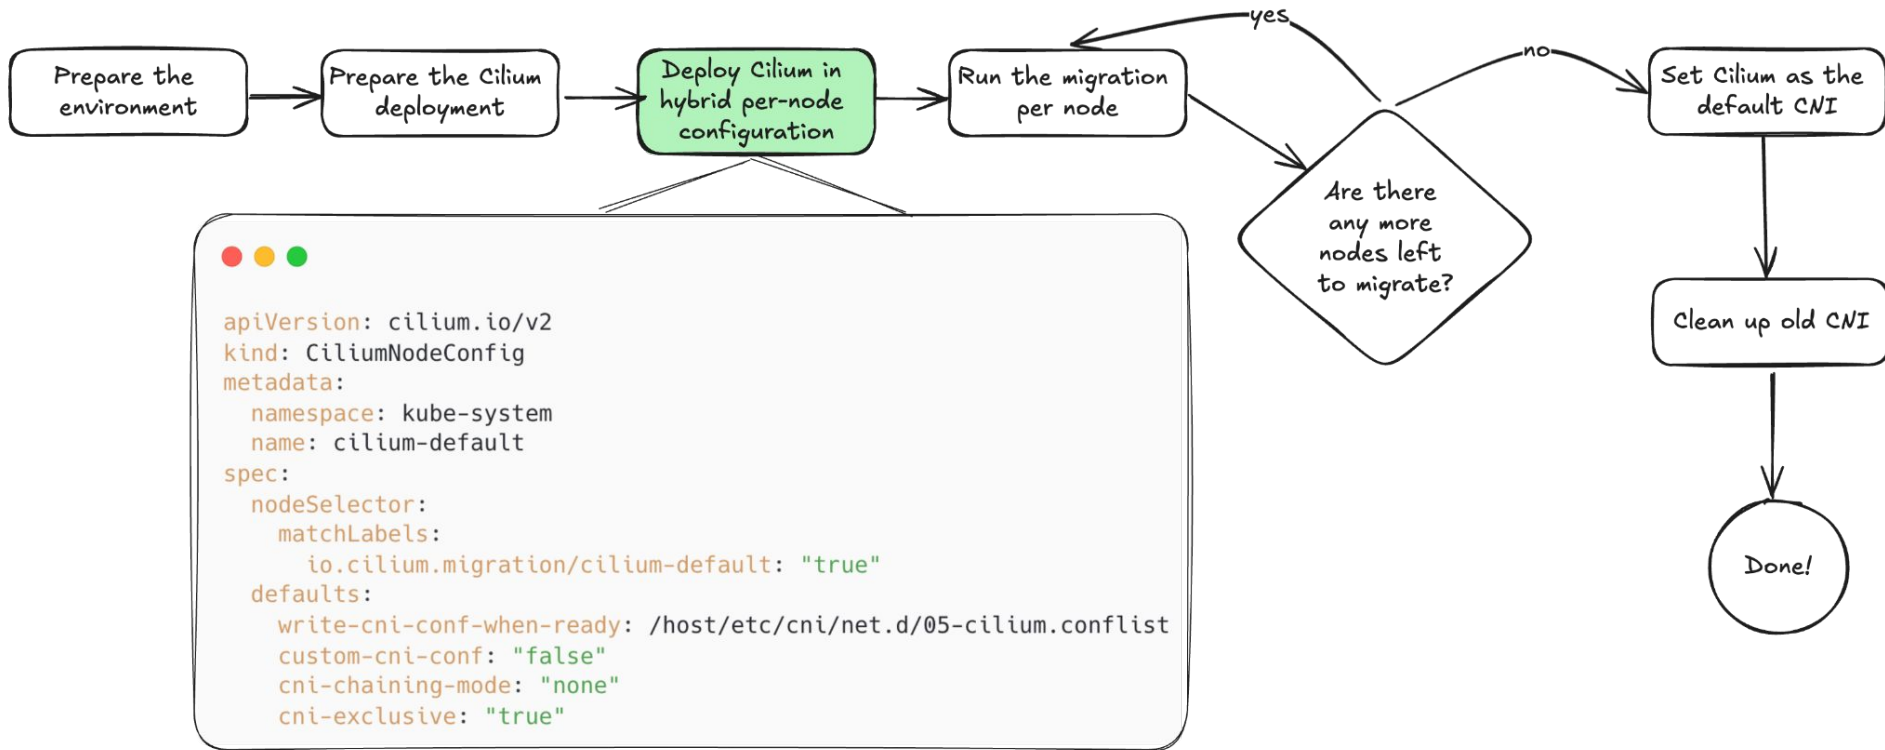 Prepare the
environment
Prepare the Cilium
deployment
Deploy Cilium in
hybrid per-node
configuration
Run the migration
per node
yes
Are there
any more
nodes left
to migrate?
no
Set Cilium as the
default CNI
Clean up old CNI
Done!
apiVersion: cilium.io/v2
kind: CiliumNodeConfig
metadata:
  namespace: kube-system
  name: cilium-default
spec:
  nodeSelector:
    matchLabels:
      io.cilium.migration/cilium-default: "true"
  defaults:
    write-cni-conf-when-ready: /host/etc/cni/net.d/05-cilium.conflist
    custom-cni-conf: "false"
    cni-chaining-mode: "none"
    cni-exclusive: "true"